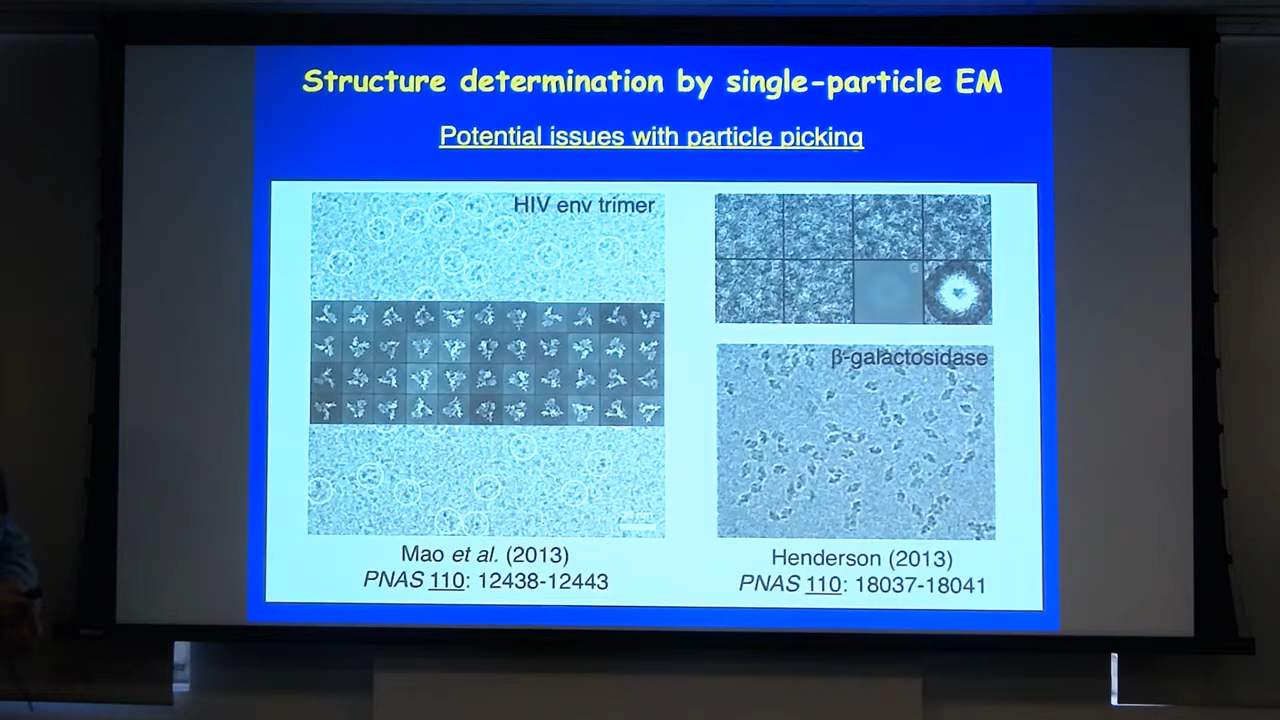 Structure determination by single-particle EM
Potential issues with particle picking
HIV env trimer
Mao et al. (2013)
PNAS 110: 12438-12443
G
β-galactosidase
Henderson (2013)
PNAS 110: 18037-18041